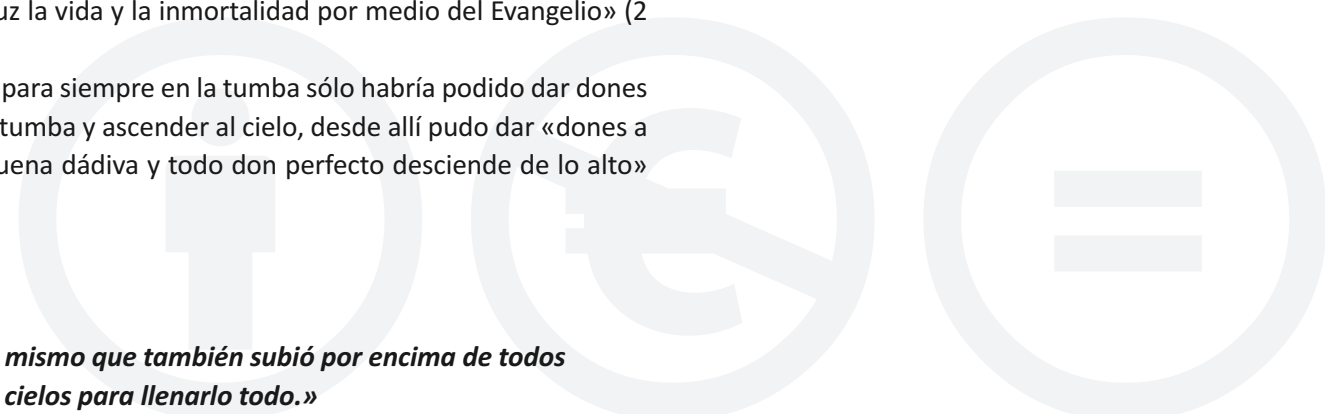 uz la vida y la inmortalidad por medio del Evangelio» (2
para siempre en la tumba sólo habría podido dar dones
tumba y ascender al cielo, desde allí pudo dar «dones a
uena dádiva y todo don perfecto desciende de lo alto»
mismo que también subió por encima de todos
cielos para llenarlo todo.»